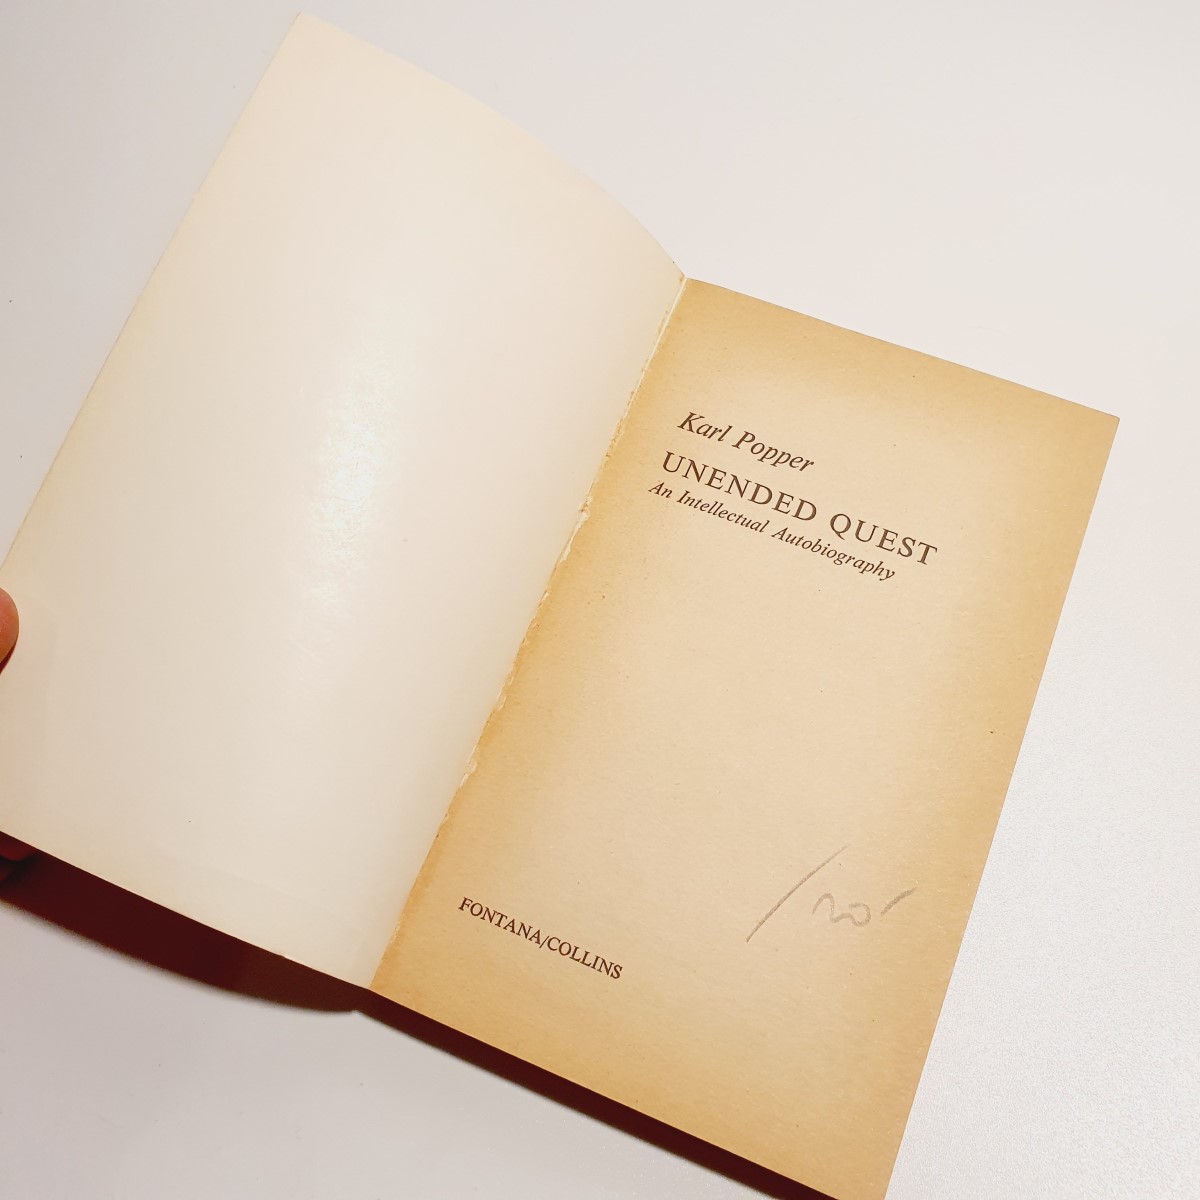 Karl Popper
UNENDED QUEST
An Intellectual Autobiography
FONTANA/COLLINS